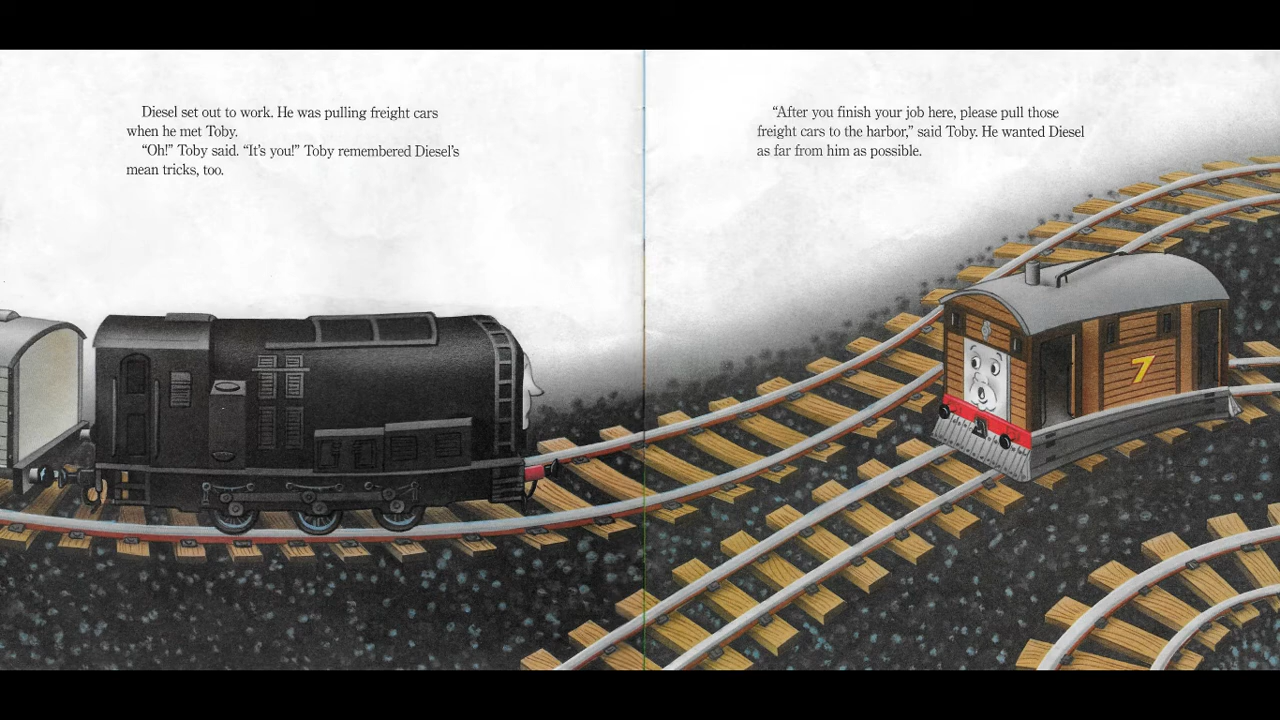 Diesel set out to work. He was pulling freight cars
when he met Toby.
“Oh!” Toby said. “It’s you!” Toby remembered Diesel’s
mean tricks, too.
“After you finish your job here, please pull those
freight cars to the harbor,” said Toby. He wanted Diesel
as far from him as possible.
7